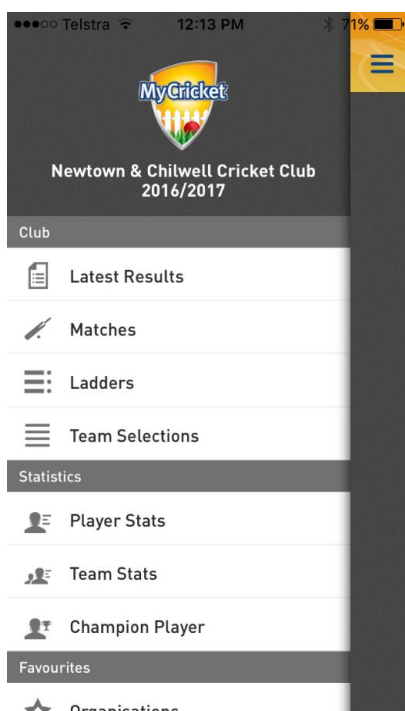 Telstra 12:13 PM 71%
MyCricket
Newtown & Chilwell Cricket Club
2016/2017
Club
Latest Results
Matches
Ladders
Team Selections
Statistics
Player Stats
Team Stats
Champion Player
Favourites
Organisations